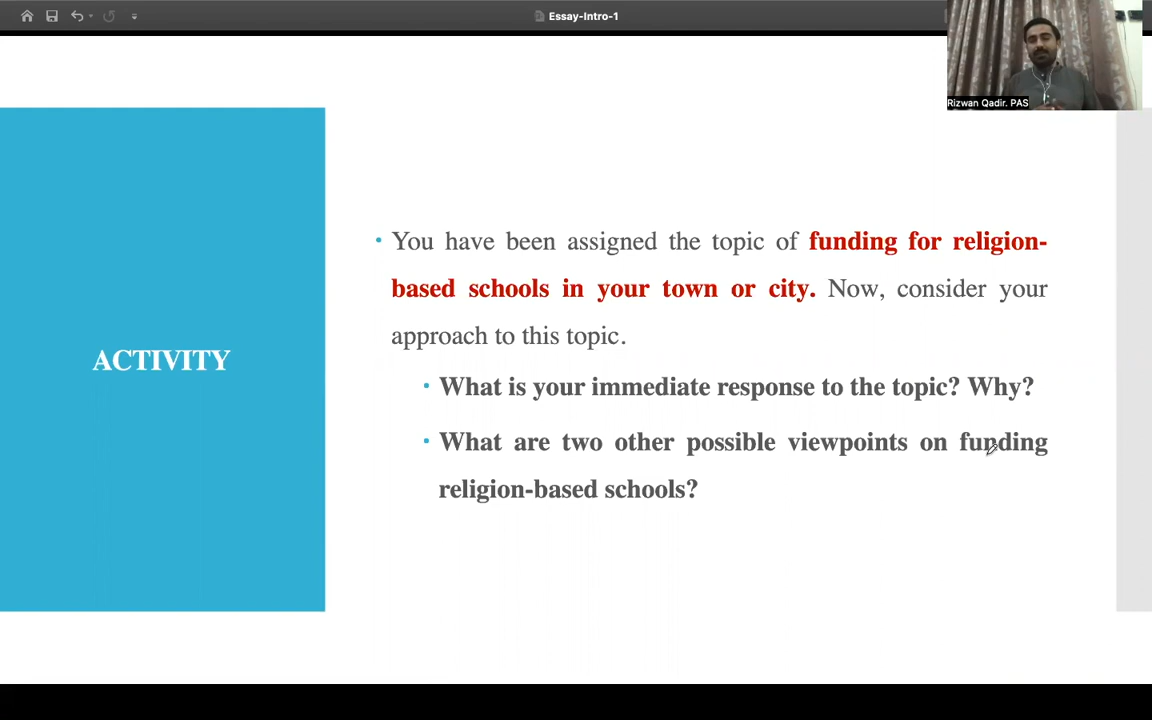 Essay-Intro-1
Rizwan Qadir. PAS
ACTIVITY
• You have been assigned the topic of funding for religion-
based schools in your town or city. Now, consider your
approach to this topic.
• What is your immediate response to the topic? Why?
• What are two other possible viewpoints on funding
religion-based schools?